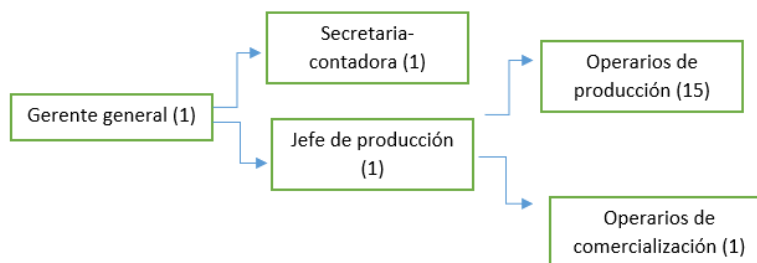 Secretaria-
contadora (1)
Operarios de
producción (15)
Gerente general (1)
Jefe de producción
(1)
Operarios de
comercialización (1)